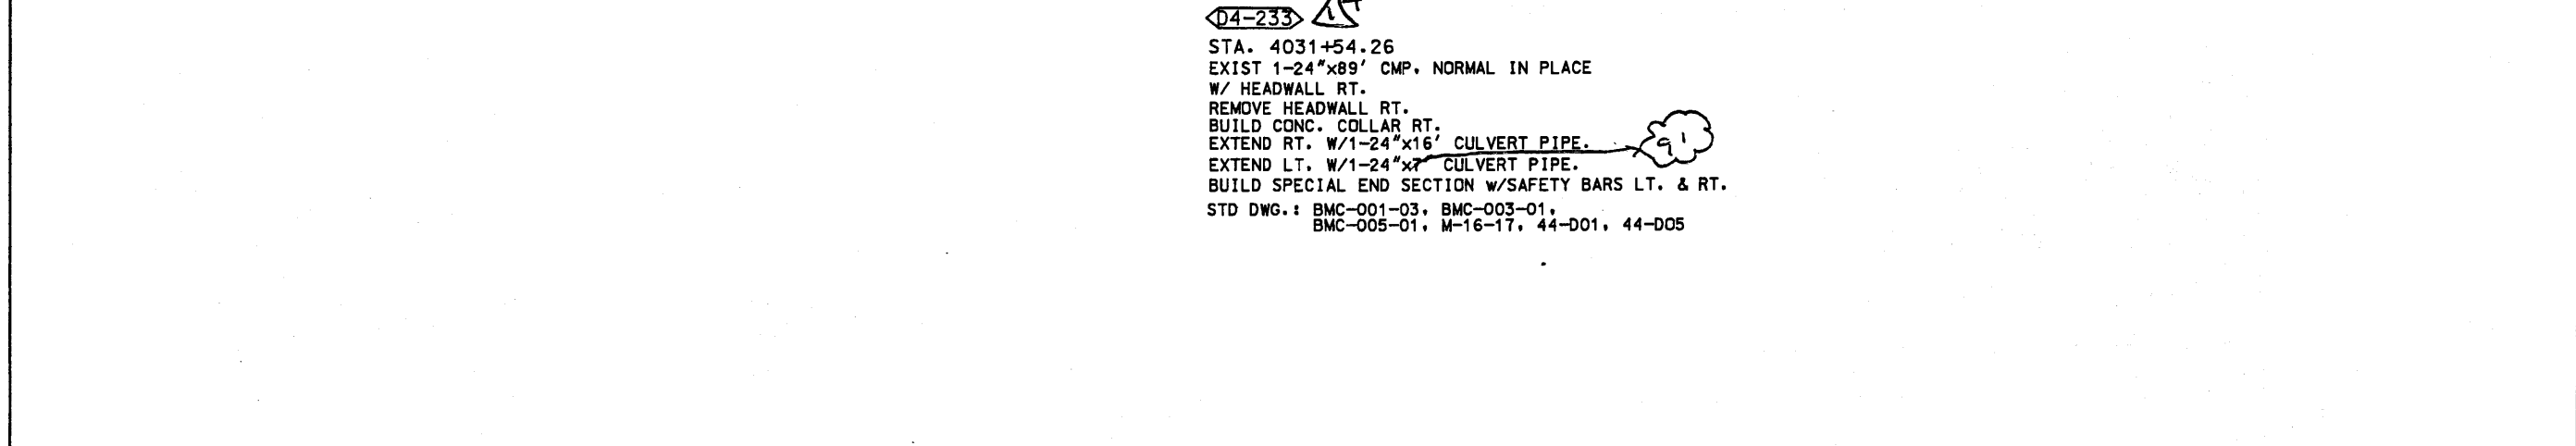 D4-233
STA. 4031+54.26
EXIST 1-24"x89' CMP. NORMAL IN PLACE
W/ HEADWALL RT.
REMOVE HEADWALL RT.
BUILD CONC. COLLAR RT.
EXTEND RT. W/1-24"x16' CULVERT PIPE.
9'
EXTEND LT. W/1-24"x7' CULVERT PIPE.
BUILD SPECIAL END SECTION w/SAFETY BARS LT. & RT.
STD DWG.: BMC-001-03, BMC-003-01,
BMC-005-01, M-16-17, 44-D01, 44-D05